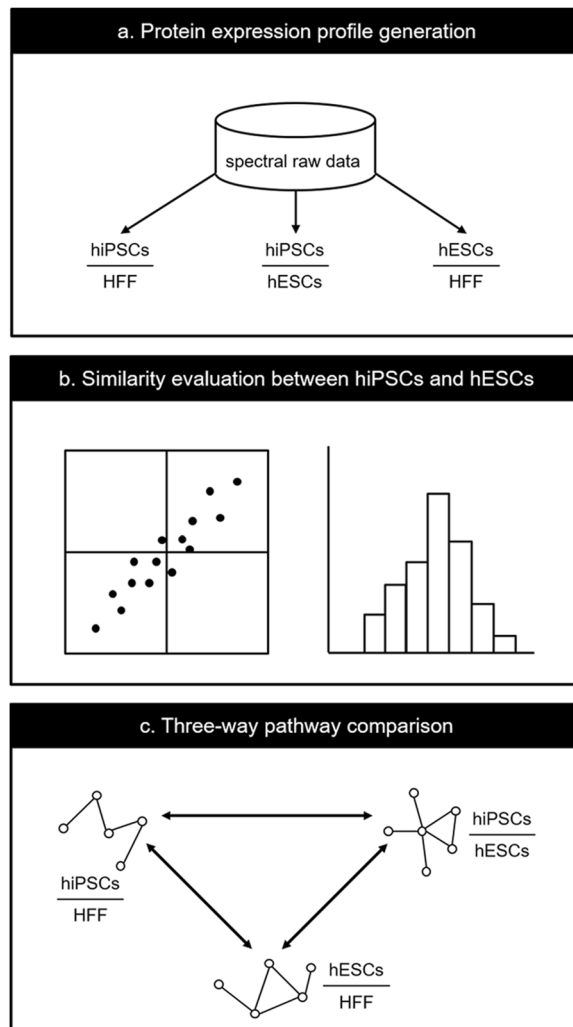 a. Protein expression profile generation
spectral raw data
hiPSCs
HFF
hiPSCs
hESCs
hESCs
HFF
b. Similarity evaluation between hiPSCs and hESCs
c. Three-way pathway comparison
hiPSCs
HFF
hiPSCs
hESCs
hESCs
HFF